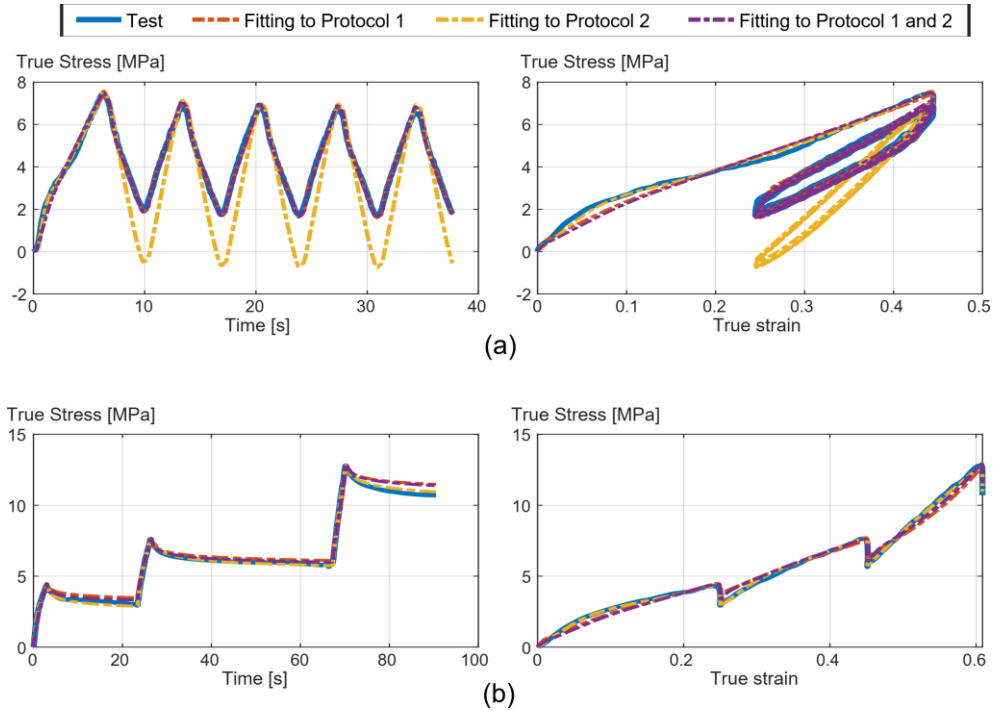 Test Fitting to Protocol 1 Fitting to Protocol 2 Fitting to Protocol 1 and 2
True Stress [MPa] True Stress [MPa]
8 8
6 6
4 4
2 2
0 0
-2 -2
0 10 20 30 40 0 0.1 0.2 0.3 0.4 0.5
Time [s] True strain
(a)
True Stress [MPa] True Stress [MPa]
15 15
10 10
5 5
0 0
0 20 40 60 80 100 0 0.2 0.4 0.6
Time [s] True strain
(b)